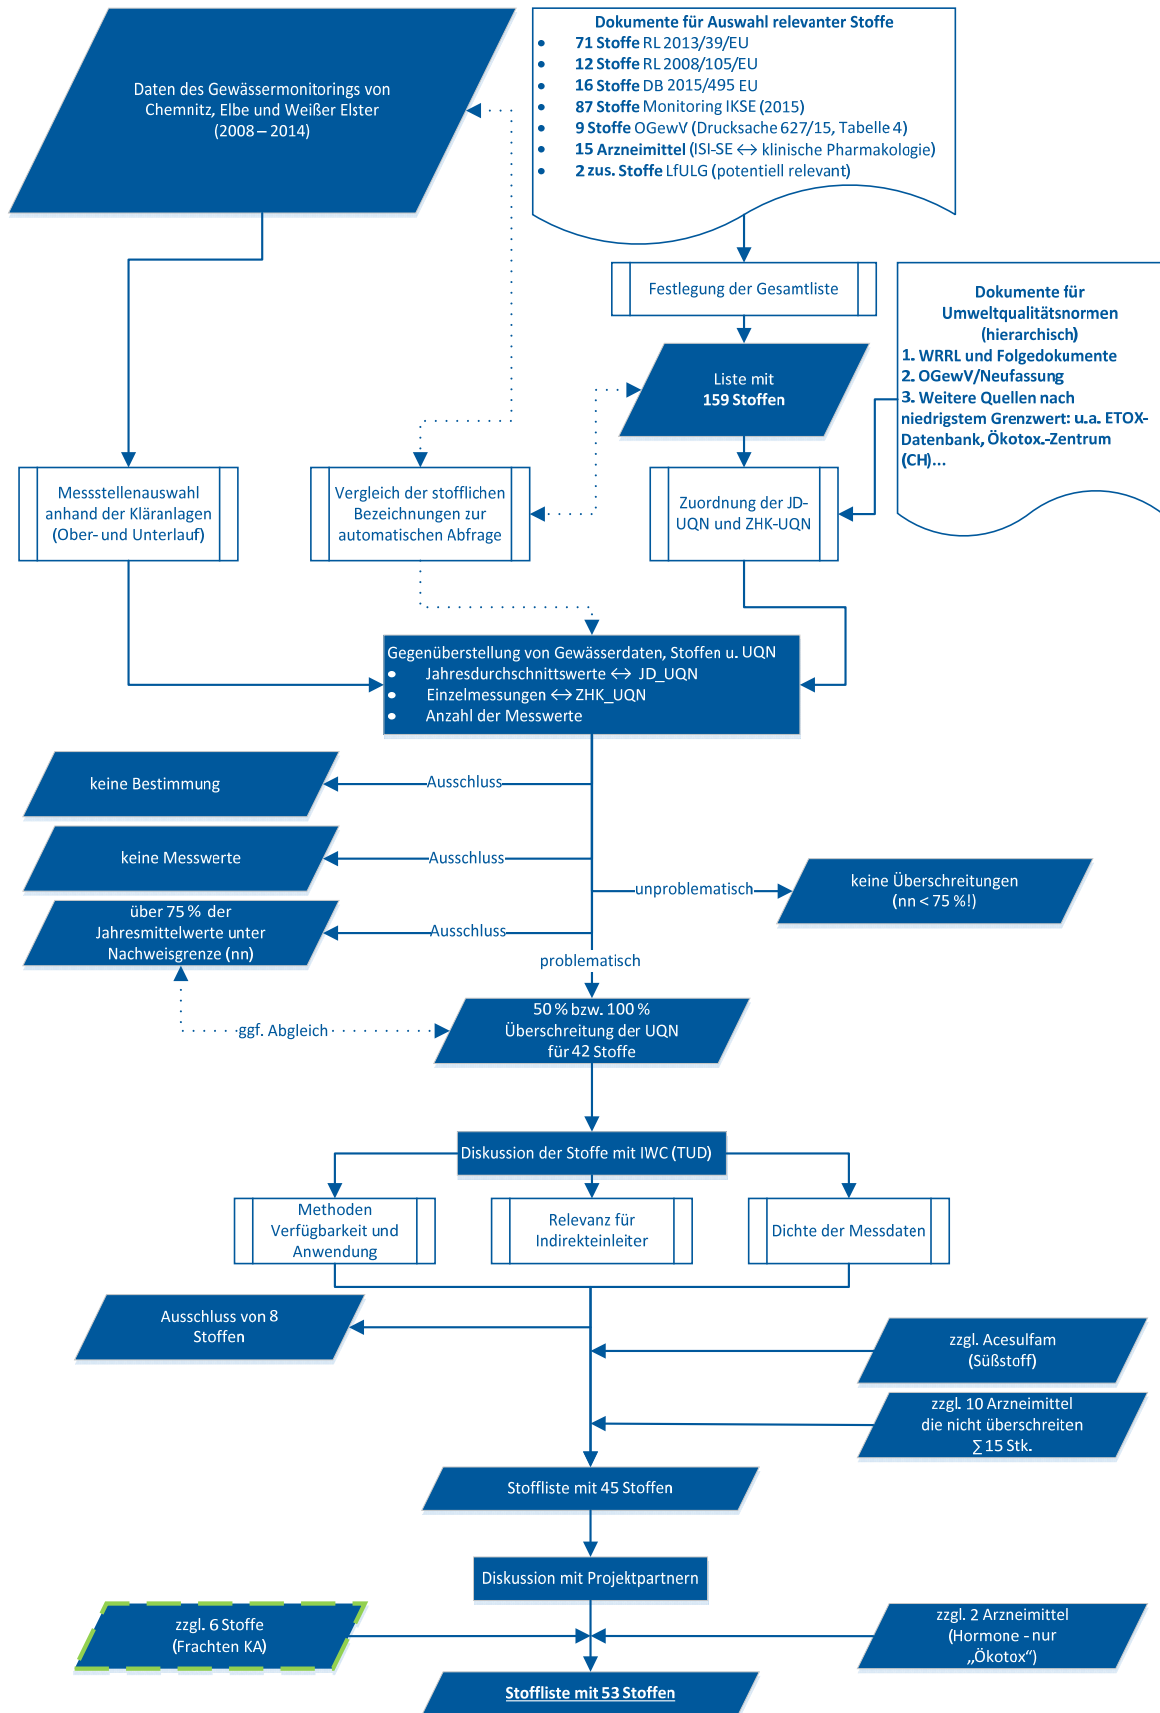 Daten des Gewässermonitorings von
Chemnitz, Elbe und Weißer Elster
(2008 – 2014)
Dokumente für Auswahl relevanter Stoffe
• 71 Stoffe RL 2013/39/EU
• 12 Stoffe RL 2008/105/EU
• 16 Stoffe DB 2015/495 EU
• 87 Stoffe Monitoring IKSE (2015)
• 9 Stoffe OGewV (Drucksache 627/15, Tabelle 4)
• 15 Arzneimittel (ISI-SE ↔ klinische Pharmakologie)
• 2 zus. Stoffe LfULG (potentiell relevant)
Festlegung der Gesamtliste
Dokumente für
Umweltqualitätsnormen
(hierarchisch)
1. WRRL und Folgedokumente
2. OGewV/Neufassung
3. Weitere Quellen nach
niedrigstem Grenzwert: u.a. ETOX-
Datenbank, Ökotox.-Zentrum
(CH)...
Liste mit
159 Stoffen
Messstellenauswahl
anhand der Kläranlagen
(Ober- und Unterlauf)
Vergleich der stofflichen
Bezeichnungen zur
automatischen Abfrage
Zuordnung der JD-
UQN und ZHK-UQN
Gegenüberstellung von Gewässerdaten, Stoffen u. UQN
• Jahresdurchschnittswerte ↔ JD_UQN
• Einzelmessungen ↔ ZHK_UQN
• Anzahl der Messwerte
keine Bestimmung
Ausschluss
keine Messwerte
Ausschluss
unproblematisch
keine Überschreitungen
(nn < 75 %!)
über 75 % der
Jahresmittelwerte unter
Nachweisgrenze (nn)
Ausschluss
problematisch
50 % bzw. 100 %
Überschreitung der UQN
für 42 Stoffe
ggf. Abgleich
Diskussion der Stoffe mit IWC (TUD)
Methoden
Verfügbarkeit und
Anwendung
Relevanz für
Indirekteinleiter
Dichte der Messdaten
Ausschluss von 8
Stoffen
zzgl. Acesulfam
(Süßstoff)
zzgl. 10 Arzneimittel
die nicht überschreiten
∑ 15 Stk.
Stoffliste mit 45 Stoffen
Diskussion mit Projektpartnern
zzgl. 6 Stoffe
(Frachten KA)
zzgl. 2 Arzneimittel
(Hormone - nur
„Ökotox“)
Stoffliste mit 53 Stoffen